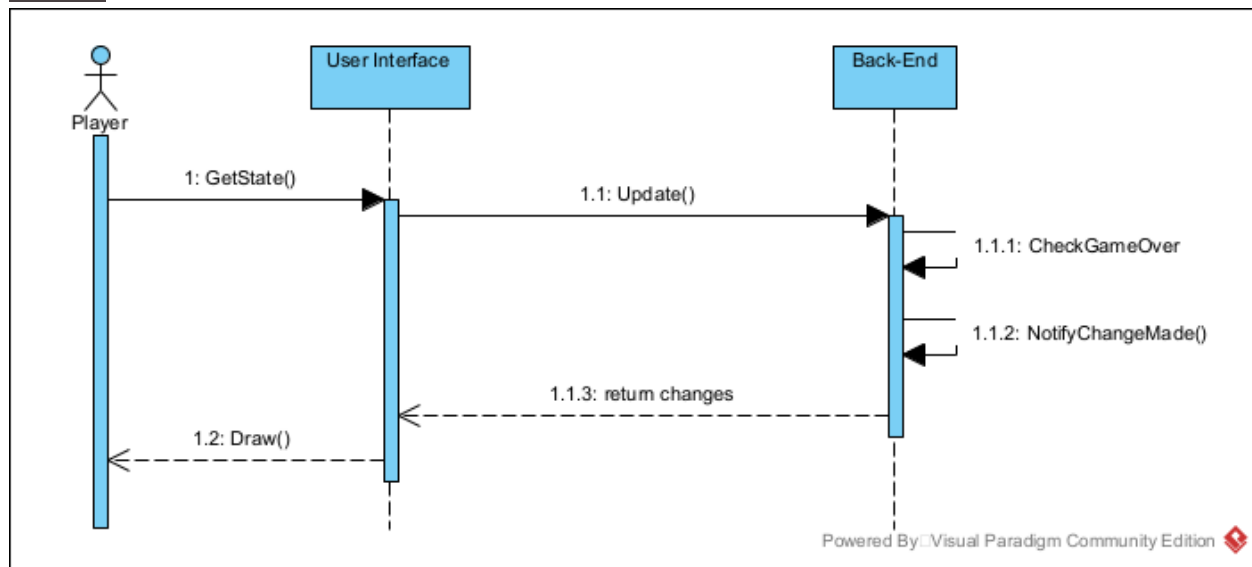 User Interface
Back-End
Player
1: GetState()
1.1: Update()
1.1.1: CheckGameOver
1.1.2: NotifyChangeMade()
1.1.3: return changes
1.2: Draw()
Powered By□Visual Paradigm Community Edition